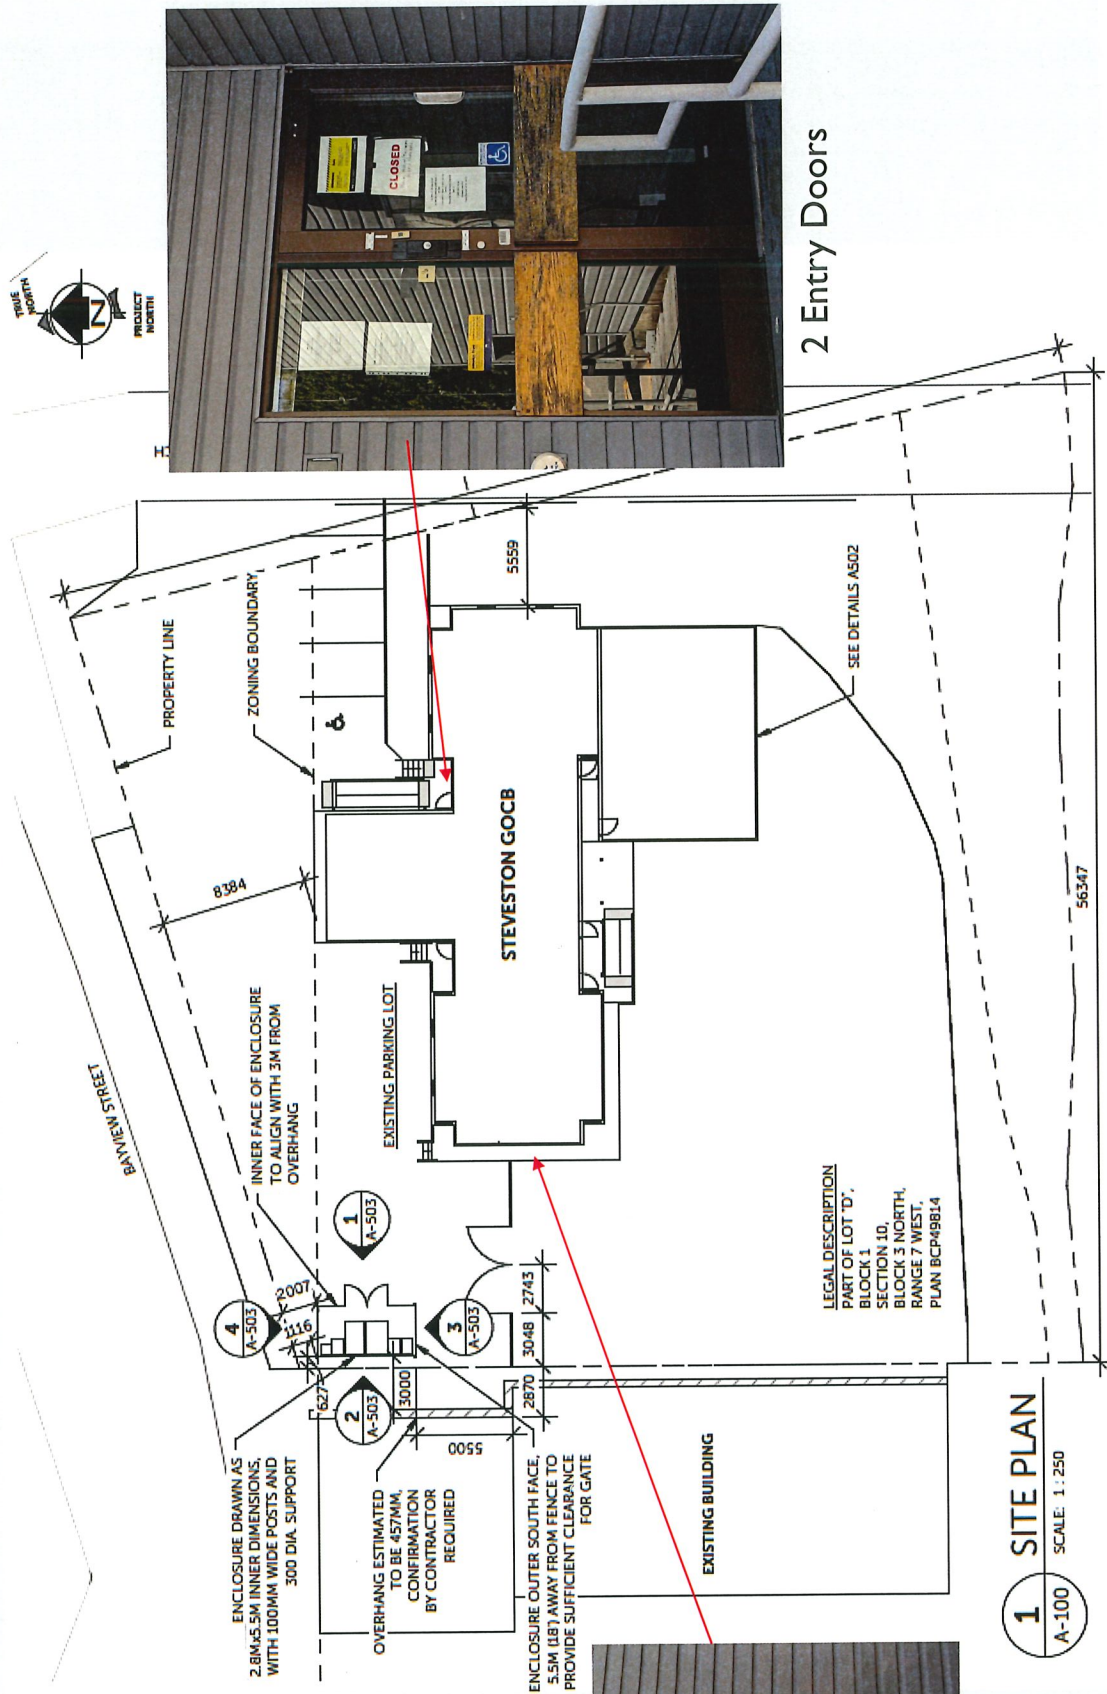 TRUE
NORTH
N
PROJECT
NORTH
CLOSED
2 Entry Doors
BAYVIEW STREET
PROPERTY LINE
ZONING BOUNDARY
8384
5559
INNER FACE OF ENCLOSURE
TO ALIGN WITH 3M FROM
OVERHANG
EXISTING PARKING LOT
STEVESTON GOCB
SEE DETAILS A502
ENCLOSURE DRAWN AS
2.8Mx5.5M INNER DIMENSIONS,
WITH 100MM WIDE POSTS AND
300 DIA. SUPPORT
4
A-503
1
A-503
2
A-503
3
A-503
2007
1116
627
3000
5500
2870
3048
2743
OVERHANG ESTIMATED
TO BE 457MM,
CONFIRMATION
BY CONTRACTOR
REQUIRED
ENCLOSURE OUTER SOUTH FACE,
5.5M (18') AWAY FROM FENCE TO
PROVIDE SUFFICIENT CLEARANCE
FOR GATE
EXISTING BUILDING
LEGAL DESCRIPTION
PART OF LOT "D",
BLOCK 1
SECTION 10,
BLOCK 3 NORTH,
RANGE 7 WEST,
PLAN BCP49814
56347
1
A-100
SITE PLAN
SCALE: 1 : 250